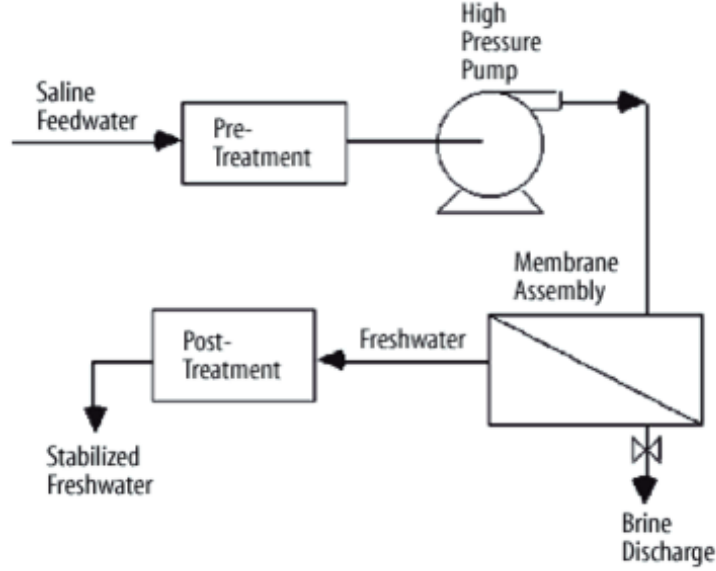 High
Pressure
Pump
Saline
Feedwater
Pre-
Treatment
Membrane
Assembly
Post-
Treatment
Freshwater
Stabilized
Freshwater
Brine
Discharge